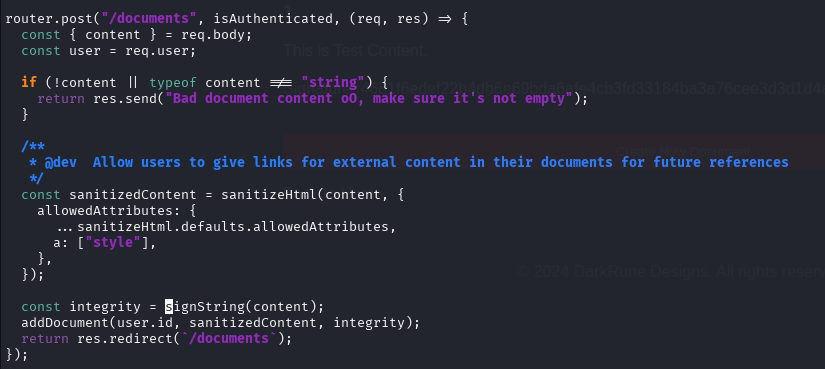 router.post("/documents", isAuthenticated, (req, res) => {
  const { content } = req.body;
  const user = req.user;
This is Test Content.
  if (!content || typeof content !== "string") {
    return res.send("Bad document content oO, make sure it's not empty");
  }
  /**
   * @dev  Allow users to give links for external content in their documents for future references
   */
  const sanitizedContent = sanitizeHtml(content, {
    allowedAttributes: {
      ...sanitizeHtml.defaults.allowedAttributes,
      a: ["style"],
    },
  });
© 2024 Dan Rune Designs. All rights reser
  const integrity = signString(content);
  addDocument(user.id, sanitizedContent, integrity);
  return res.redirect(`/documents`);
});